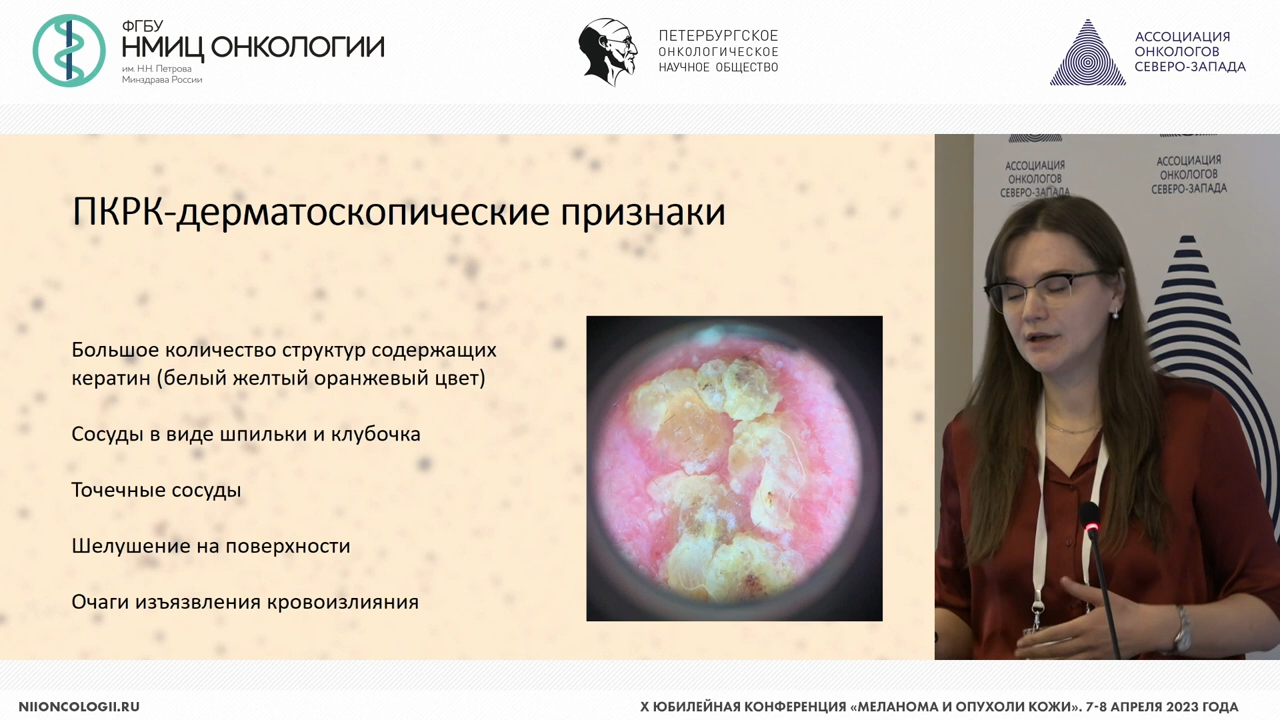 ФГБУ
НМИЦ ОНКОЛОГИИ
им. Н.Н. Петрова
Минздрава России
ПЕТЕРБУРГСКОЕ
ОНКОЛОГИЧЕСКОЕ
НАУЧНОЕ ОБЩЕСТВО
АССОЦИАЦИЯ
ОНКОЛОГОВ
СЕВЕРО-ЗАПАДА
ПКРК-дерматоскопические признаки
Большое количество структур содержащих
кератин (белый желтый оранжевый цвет)
Сосуды в виде шпильки и клубочка
Точечные сосуды
Шелушение на поверхности
Очаги изъязвления кровоизлияния
АССОЦИАЦИЯ
ОНКОЛОГОВ
СЕВЕРО-ЗАПАДА
АССОЦИАЦИЯ
ОНКОЛОГОВ
СЕВЕРО-ЗАПАДА
NIIONCOLOGII.RU
X ЮБИЛЕЙНАЯ КОНФЕРЕНЦИЯ «МЕЛАНОМА И ОПУХОЛИ КОЖИ». 7-8 АПРЕЛЯ 2023 ГОДА